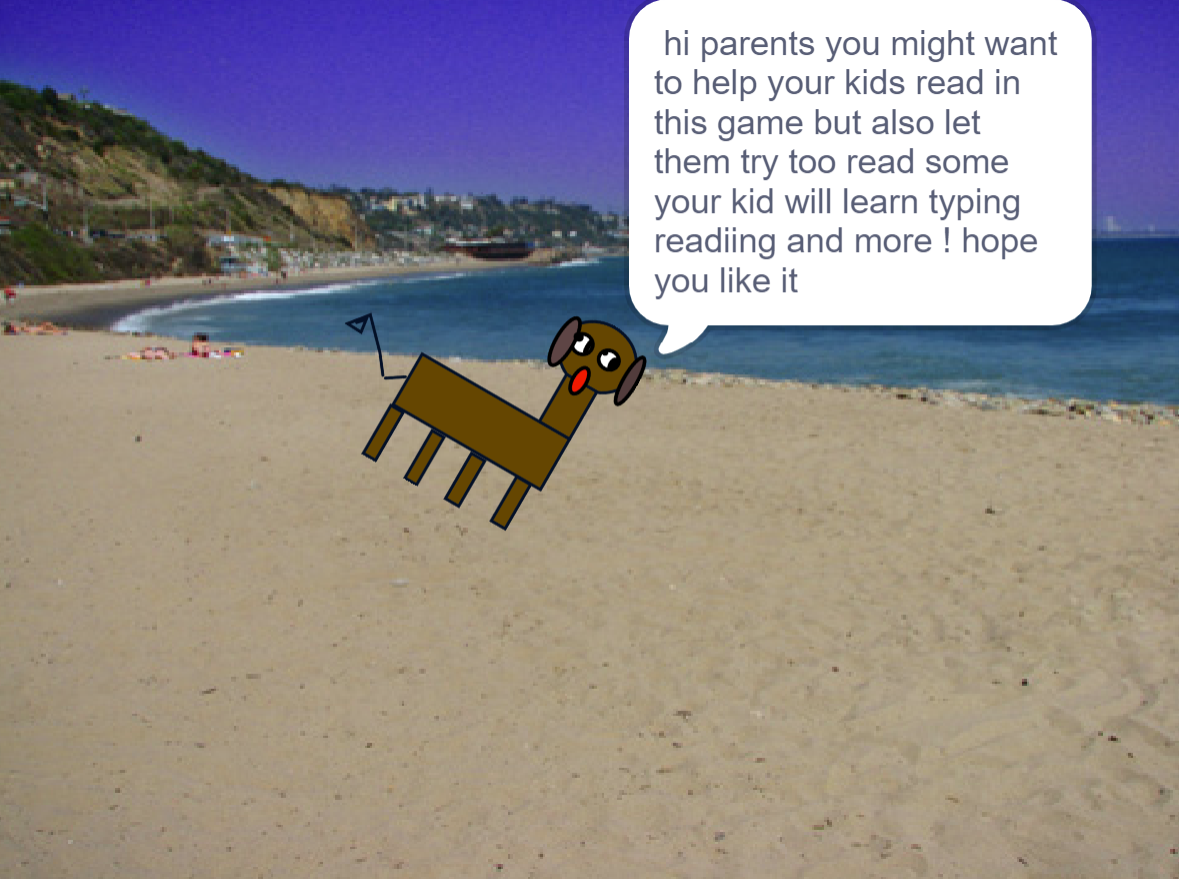 hi parents you might want
to help your kids read in
this game but also let
them try too read some
your kid will learn typing
readiing and more ! hope
you like it